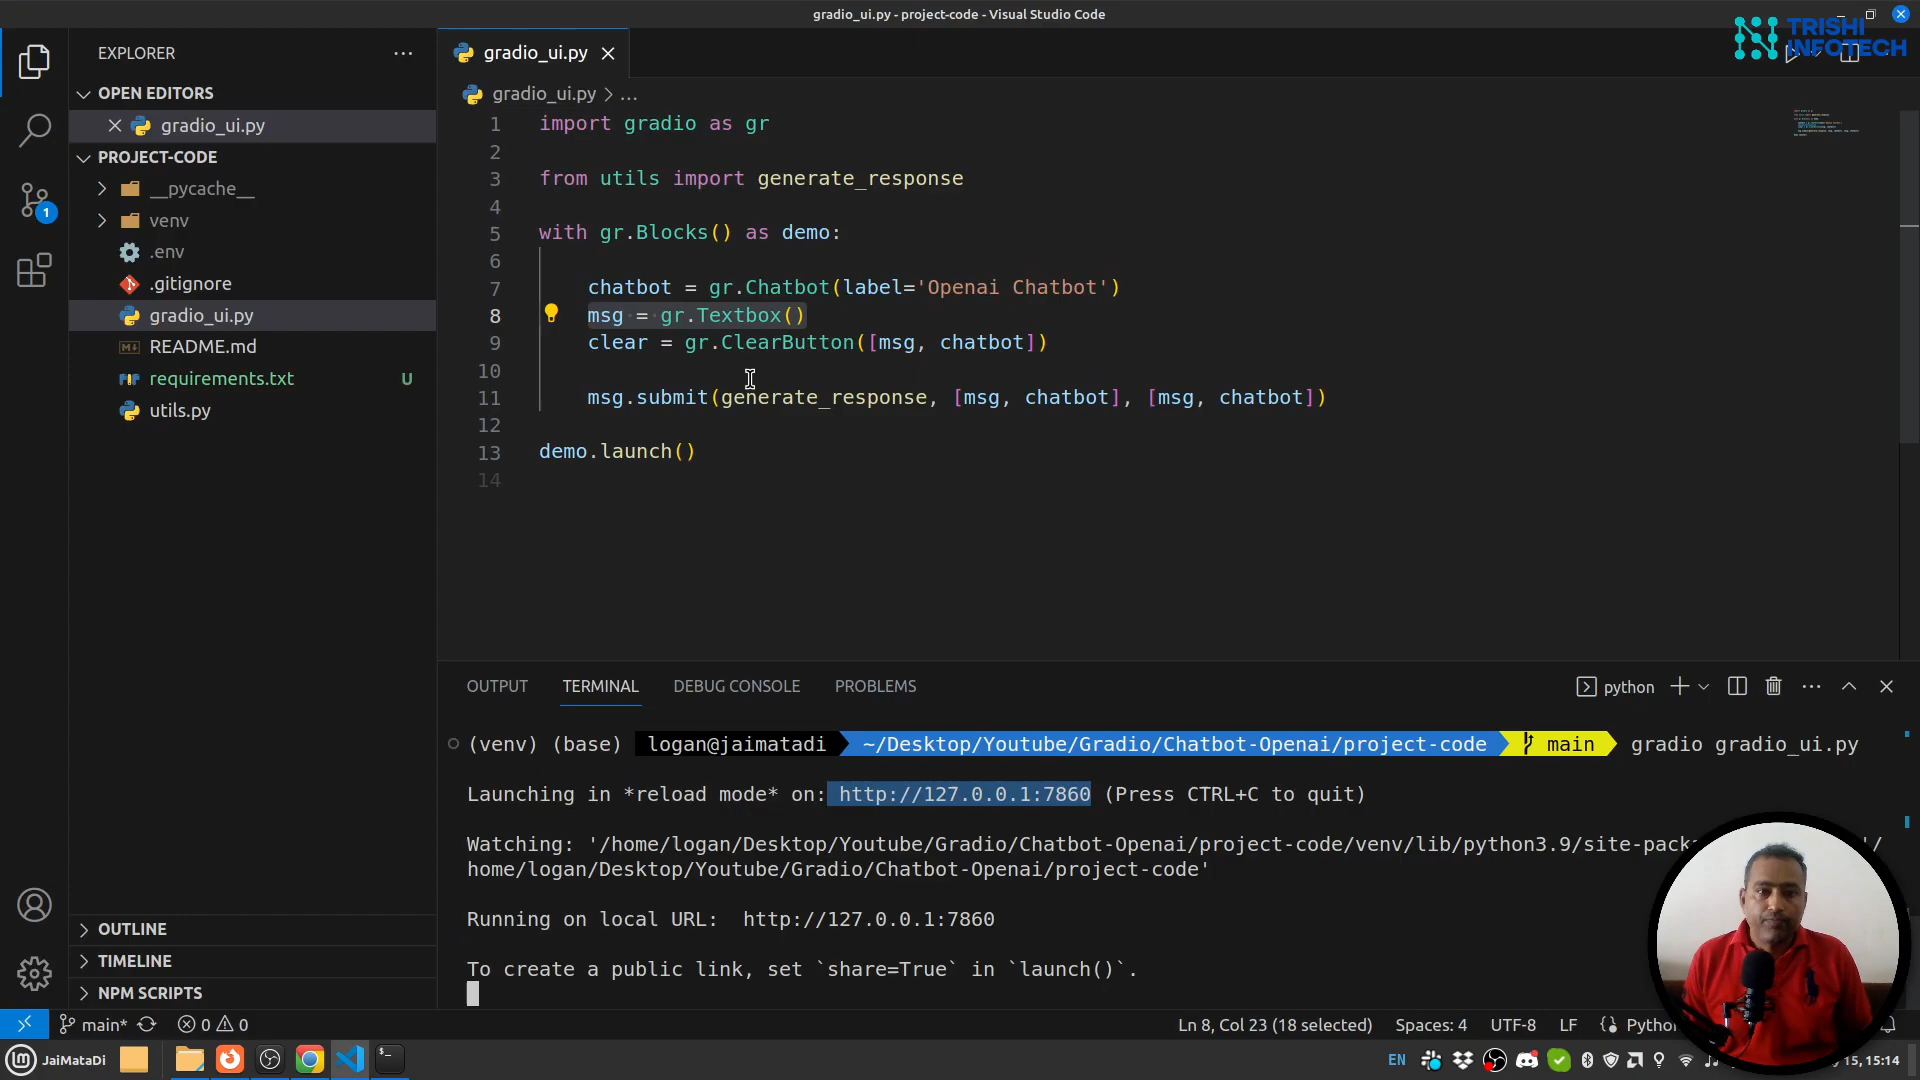 gradio_ui.py - project-code - Visual Studio Code
TRISHI
INFOTECH
EXPLORER
gradio_ui.py
OPEN EDITORS
gradio_ui.py
PROJECT-CODE
__pycache__
venv
.env
.gitignore
gradio_ui.py
README.md
requirements.txt U
utils.py
OUTLINE
TIMELINE
NPM SCRIPTS
1
gradio_ui.py > ...
1 import gradio as gr
2
3 from utils import generate_response
4
5 with gr.Blocks() as demo:
6
7 chatbot = gr.Chatbot(label='Openai Chatbot')
8 msg = gr.Textbox()
9 clear = gr.ClearButton([msg, chatbot])
10
11 msg.submit(generate_response, [msg, chatbot], [msg, chatbot])
12
13 demo.launch()
14
OUTPUT TERMINAL DEBUG CONSOLE PROBLEMS
python
(venv) (base) logan@jaimatadi ~/Desktop/Youtube/Gradio/Chatbot-Openai/project-code main gradio gradio_ui.py
Launching in *reload mode* on: http://127.0.0.1:7860 (Press CTRL+C to quit)
Watching: '/home/logan/Desktop/Youtube/Gradio/Chatbot-Openai/project-code/venv/lib/python3.9/site-pack '/
home/logan/Desktop/Youtube/Gradio/Chatbot-Openai/project-code'
Running on local URL: http://127.0.0.1:7860
To create a public link, set `share=True` in `launch()`.
main* 0 0
Ln 8, Col 23 (18 selected) Spaces: 4 UTF-8 LF {} Python
JaiMataDi
EN
15, 15:14